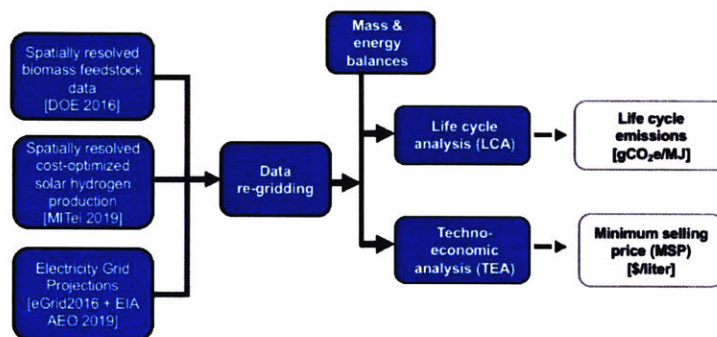 Spatially resolved
biomass feedstock
data
[DOE 2016]
Spatially resolved
cost-optimized
solar hydrogen
production
[MITei 2019]
Electricity Grid
Projections
[eGrid2016 + EIA
AEO 2019]
Data
re-gridding
Mass &
energy
balances
Life cycle
analysis (LCA)
Techno-
economic
analysis (TEA)
Life cycle
emissions
[gCO₂e/MJ]
Minimum selling
price (MSP)
[$/liter]